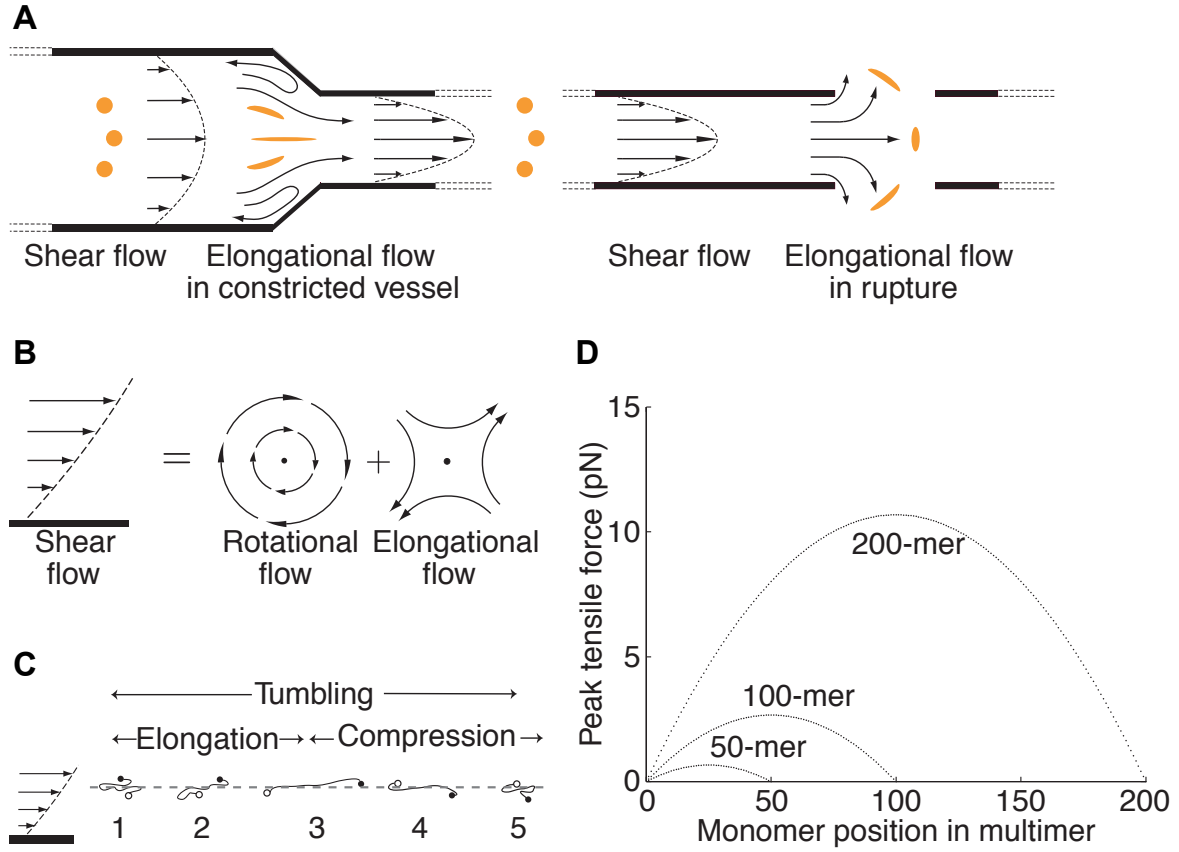 A
Shear flow
Elongational flow
in constricted vessel
Shear flow
Elongational flow
in rupture
B
=
+
Shear
flow
Rotational
flow
Elongational
flow
C
Tumbling
Elongation
Compression
1 2 3 4 5
D
Peak tensile force (pN)
15
10
5
0
200-mer
100-mer
50-mer
0 50 100 150 200
Monomer position in multimer